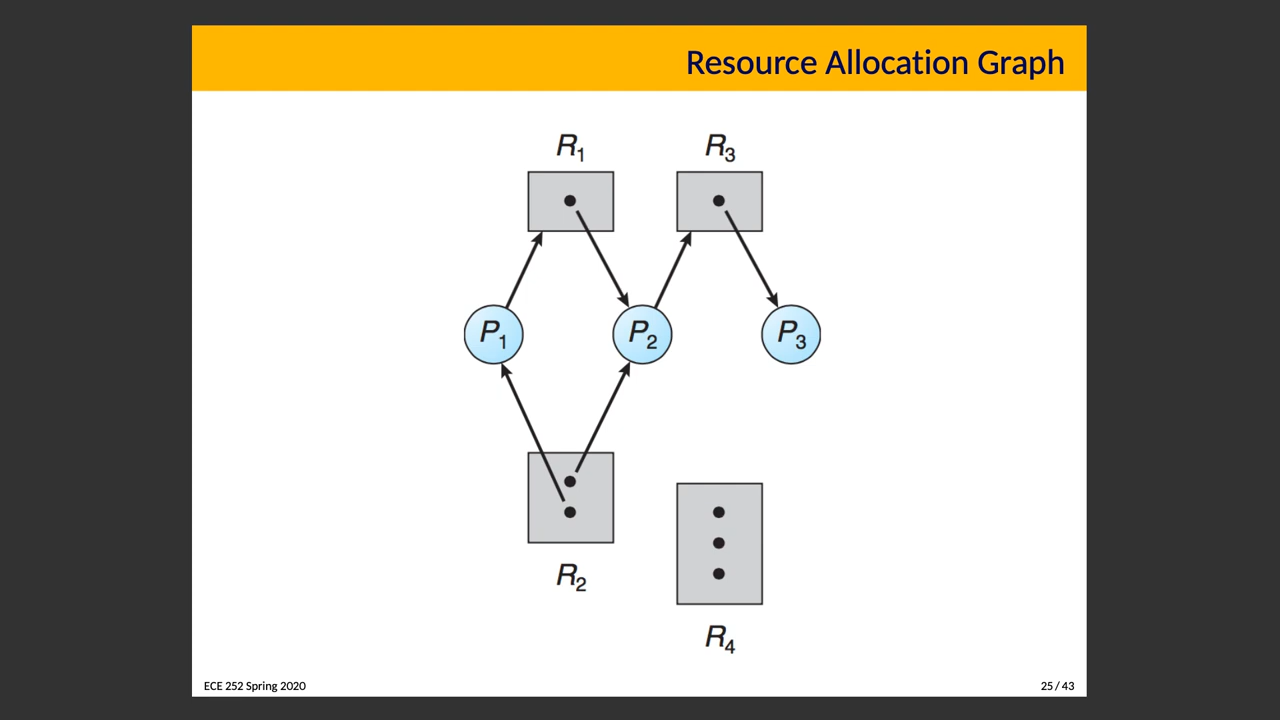 Resource Allocation Graph
R1 R3
P1 P2 P3
R2
R4
ECE 252 Spring 2020 25 / 43